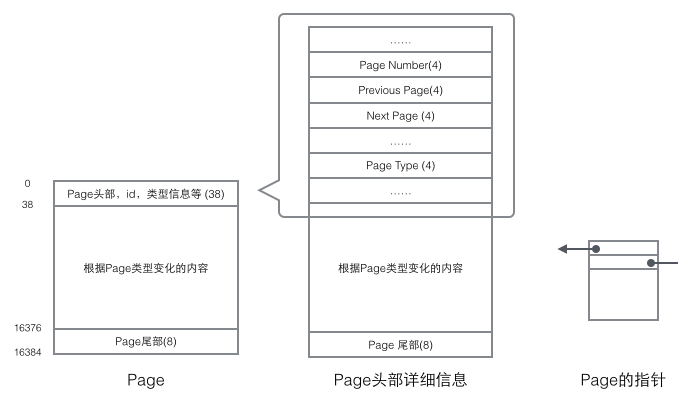 0
Page头部，id，类型信息等 (38)
38
根据Page类型变化的内容
16376
Page尾部(8)
16384
Page
……
Page Number(4)
Previous Page(4)
Next Page (4)
……
Page Type (4)
……
根据Page类型变化的内容
Page 尾部(8)
Page头部详细信息
Page的指针